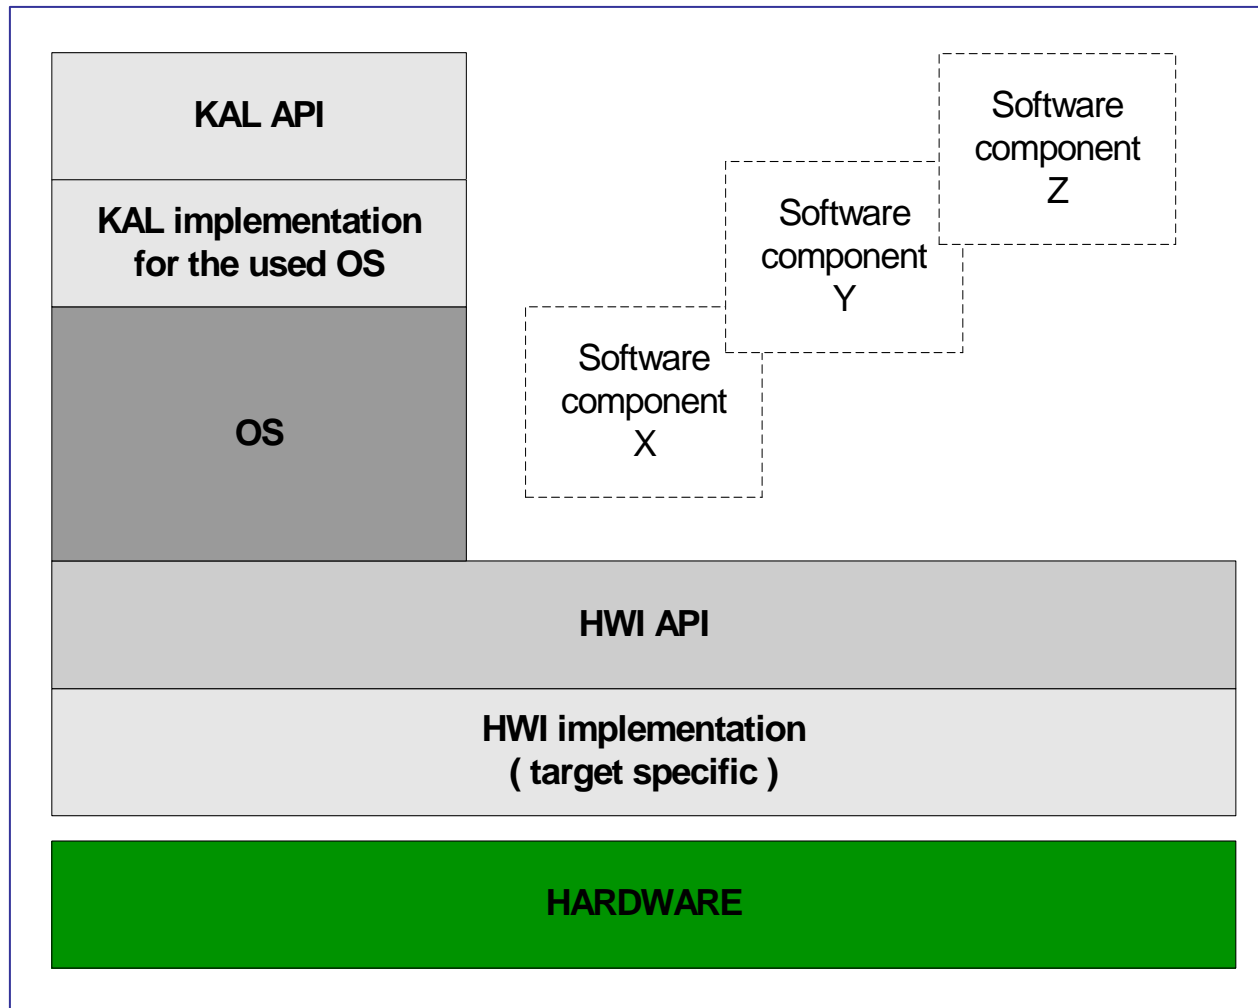 KAL API
KAL implementation
for the used OS
OS
Software
component
X
Software
component
Y
Software
component
Z
HWI API
HWI implementation
( target specific )
HARDWARE